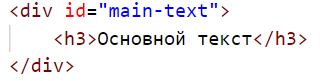 <div id="main-text">
    <h3>Основной текст</h3>
</div>